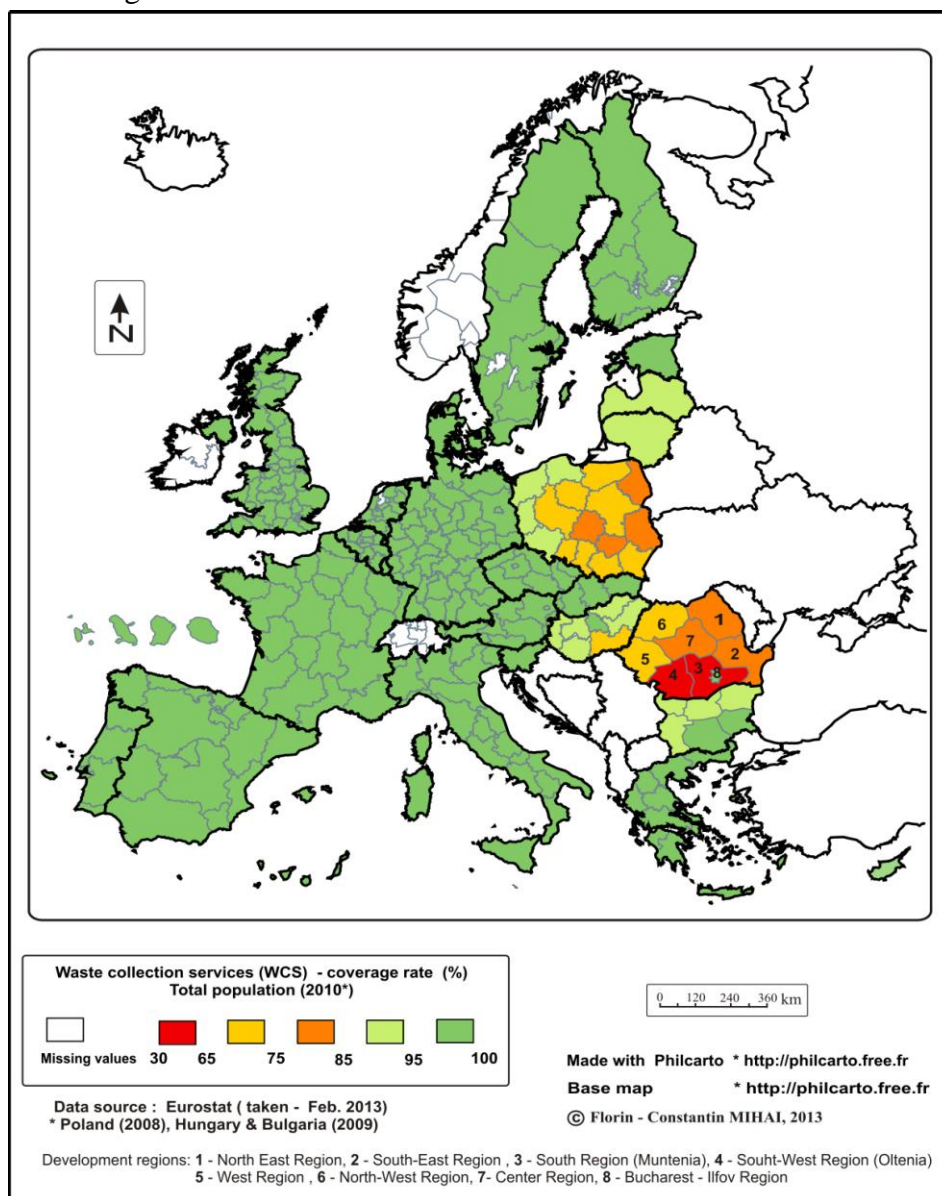 N
1
6
7
2
5
3
4
8
Waste collection services (WCS) - coverage rate (%)
Total population (2010*)
Missing values 30 65 75 85 95 100
0 120 240 360 km
Made with Philcarto * http://philcarto.free.fr
Base map * http://philcarto.free.fr
© Florin - Constantin MIHAI, 2013
Data source : Eurostat ( taken - Feb. 2013)
* Poland (2008), Hungary & Bulgaria (2009)
Development regions: 1 - North East Region, 2 - South-East Region , 3 - South Region (Muntenia), 4 - Souht-West Region (Oltenia)
5 - West Region , 6 - North-West Region, 7- Center Region, 8 - Bucharest - Ilfov Region